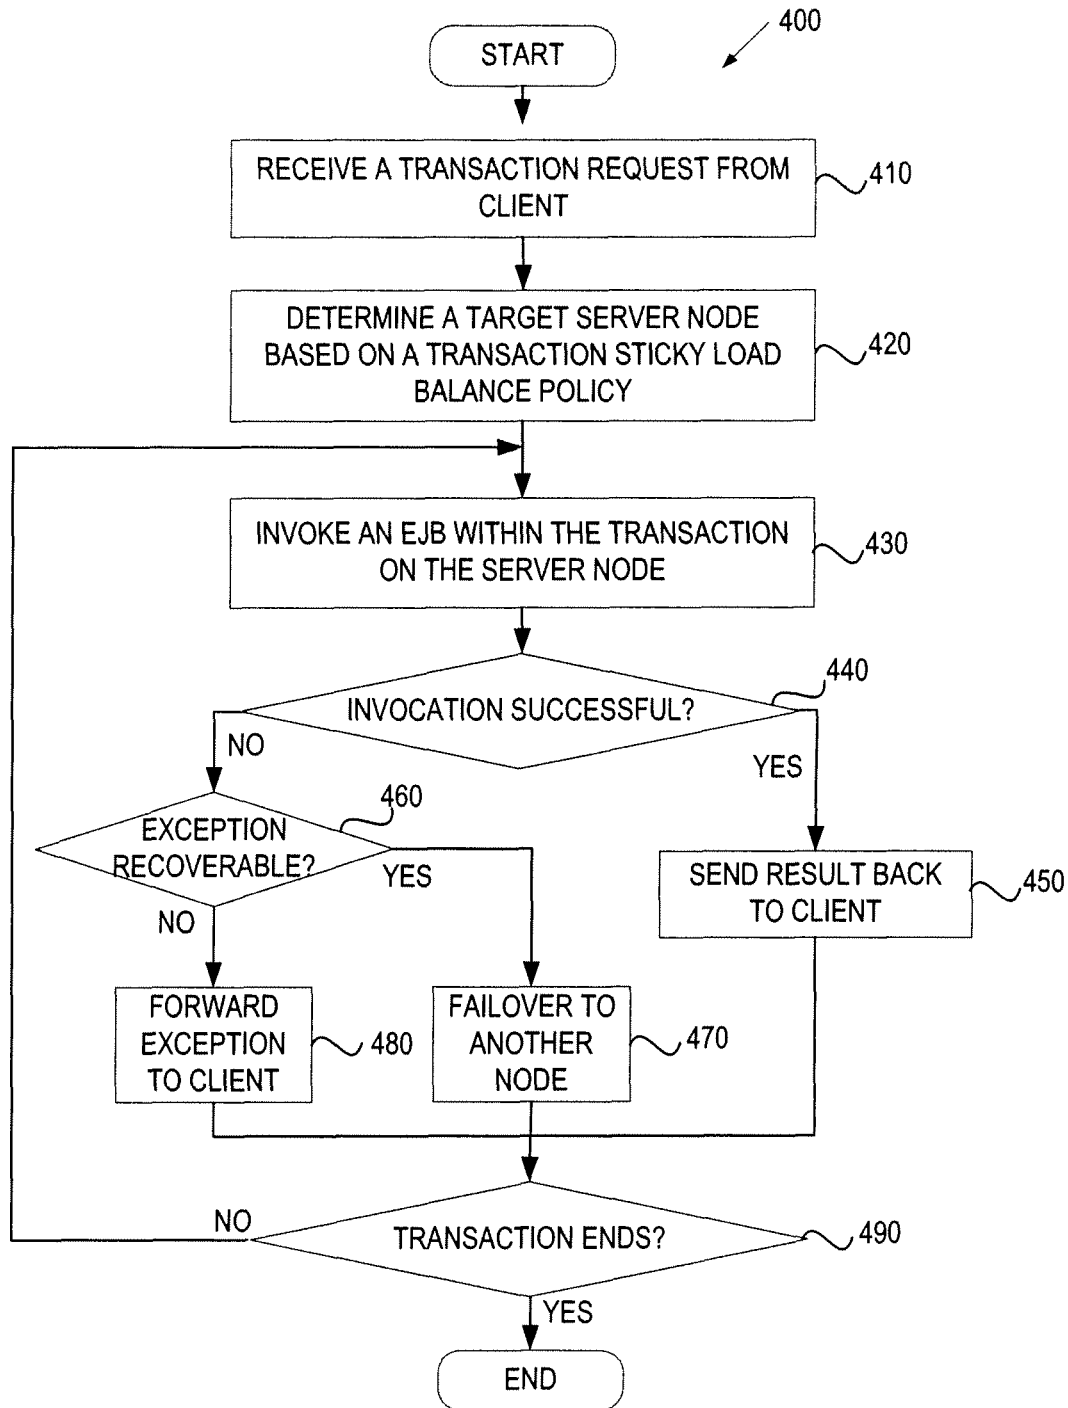 400
START
RECEIVE A TRANSACTION REQUEST FROM
CLIENT
410
DETERMINE A TARGET SERVER NODE
BASED ON A TRANSACTION STICKY LOAD
BALANCE POLICY
420
INVOKE AN EJB WITHIN THE TRANSACTION
ON THE SERVER NODE
430
INVOCATION SUCCESSFUL?
440
NO
YES
EXCEPTION
RECOVERABLE?
460
YES
NO
SEND RESULT BACK
TO CLIENT
450
FORWARD
EXCEPTION
TO CLIENT
480
FAILOVER TO
ANOTHER
NODE
470
TRANSACTION ENDS?
490
NO
YES
END